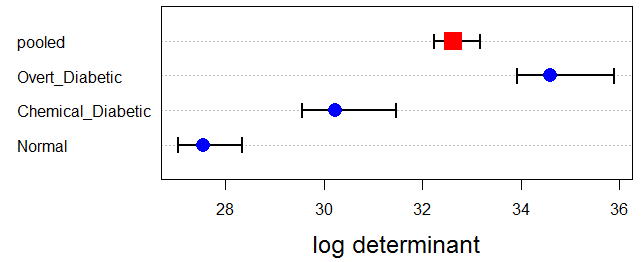 pooled
Overt_Diabetic
Chemical_Diabetic
Normal
28 30 32 34 36
log determinant